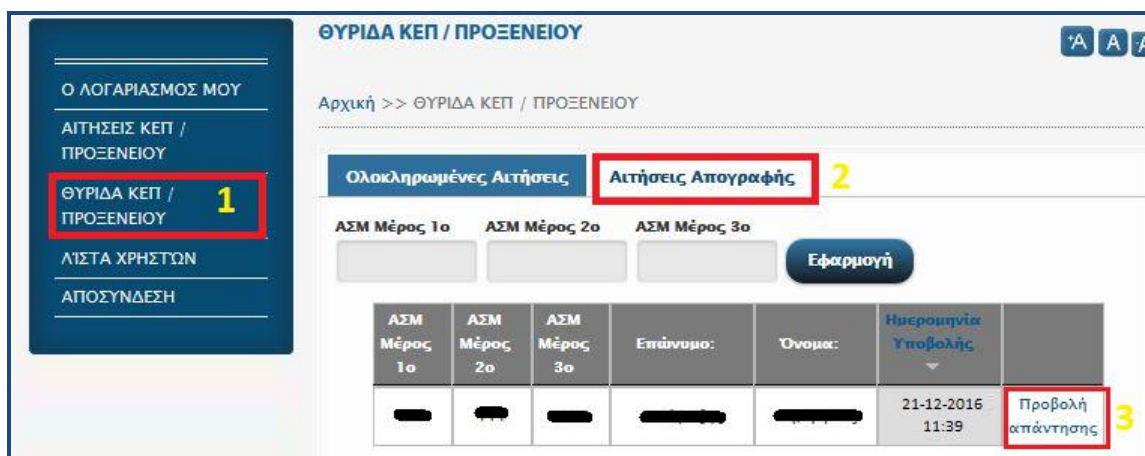 ΘΥΡΙΔΑ ΚΕΠ / ΠΡΟΞΕΝΕΙΟΥ
+A A -A
Ο ΛΟΓΑΡΙΑΣΜΟΣ ΜΟΥ
ΑΙΤΗΣΕΙΣ ΚΕΠ /
ΠΡΟΞΕΝΕΙΟΥ
ΘΥΡΙΔΑ ΚΕΠ /
ΠΡΟΞΕΝΕΙΟΥ
1
ΛΊΣΤΑ ΧΡΗΣΤΏΝ
ΑΠΟΣΥΝΔΕΣΗ
Αρχική >> ΘΥΡΙΔΑ ΚΕΠ / ΠΡΟΞΕΝΕΙΟΥ
Ολοκληρωμένες Αιτήσεις Αιτήσεις Απογραφής 2
ΑΣΜ Μέρος 1ο ΑΣΜ Μέρος 2ο ΑΣΜ Μέρος 3ο
Εφαρμογή
ΑΣΜ Μέρος 1ο ΑΣΜ Μέρος 2ο ΑΣΜ Μέρος 3ο Επώνυμο: Όνομα: Ημερομηνία Υποβολής
21-12-2016 11:39 Προβολή απάντησης 3